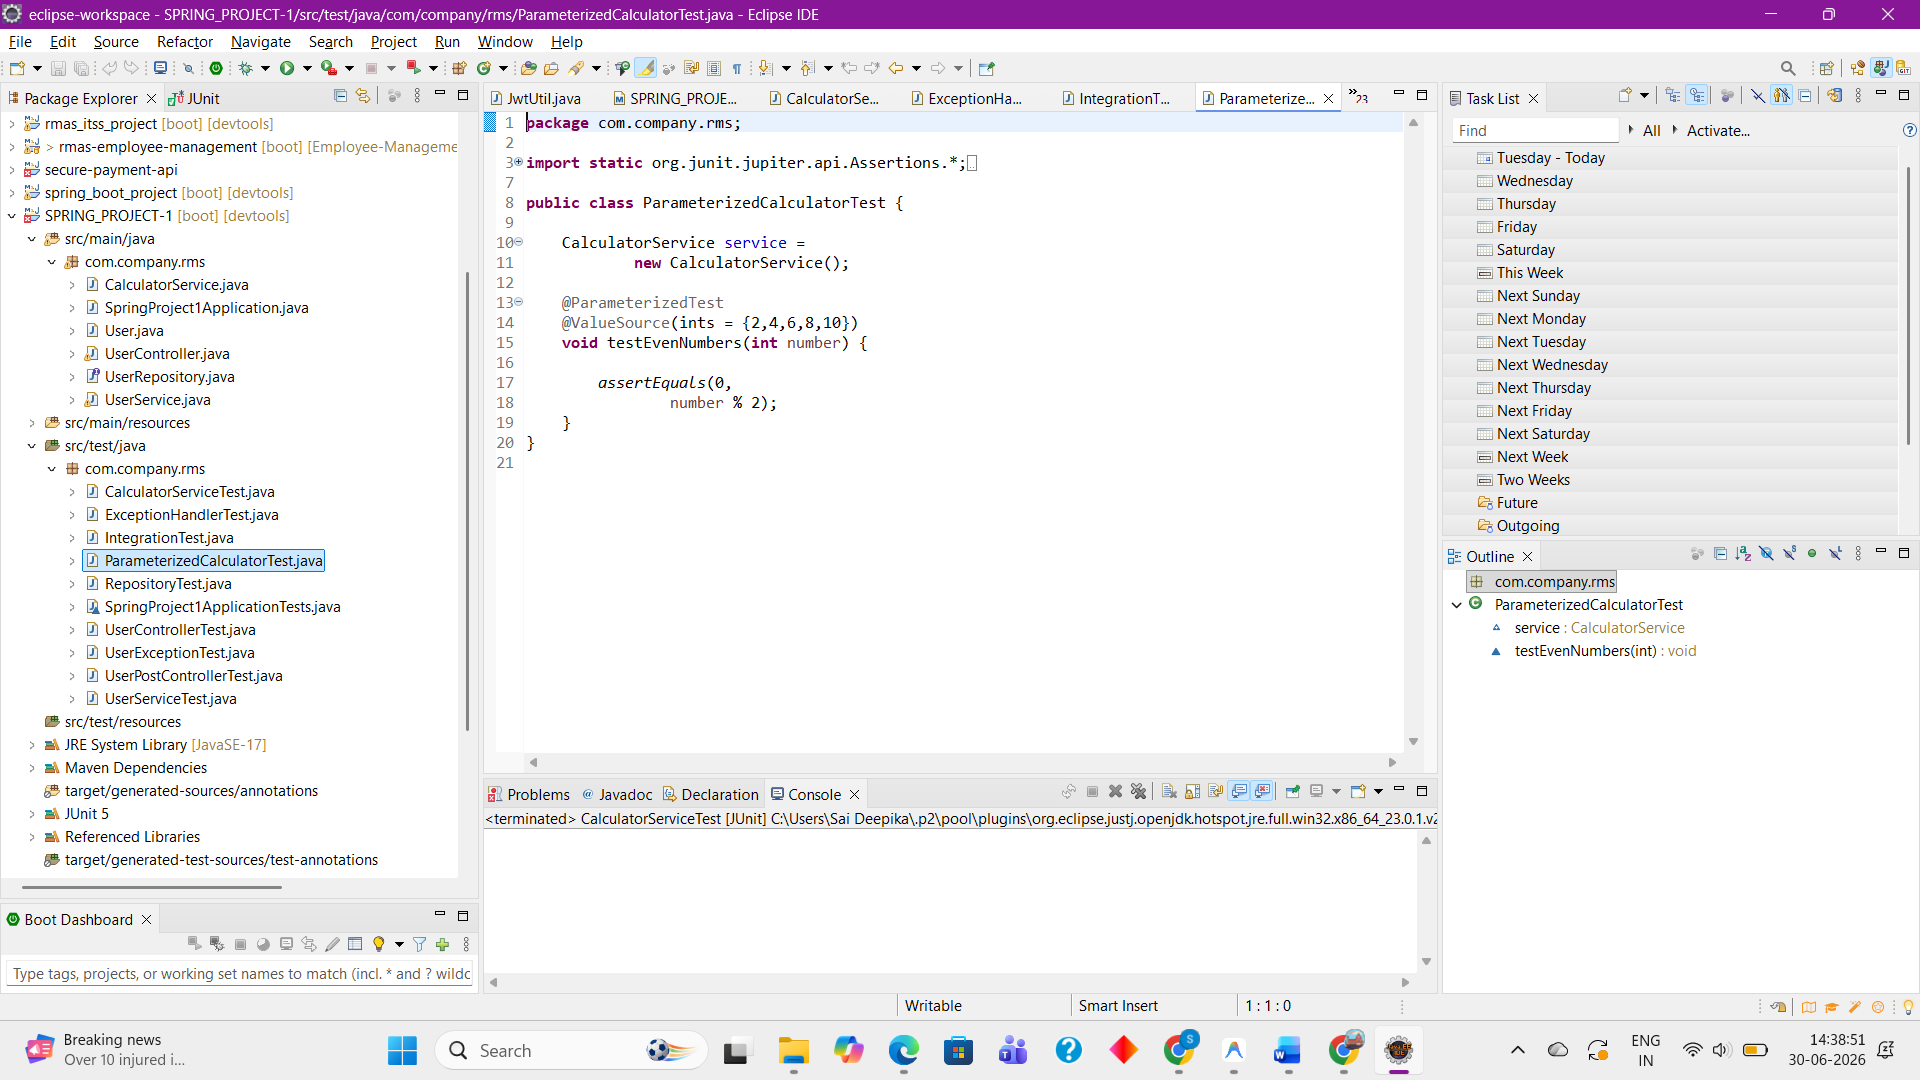 eclipse-workspace - SPRING_PROJECT-1/src/test/java/com/company/rms/ParameterizedCalculatorTest.java - Eclipse IDE
File Edit Source Refactor Navigate Search Project Run Window Help
Package Explorer JUnit
rmas_itss_project [boot] [devtools]
> rmas-employee-management [boot] [Employee-Manageme
secure-payment-api
spring_boot_project [boot] [devtools]
SPRING_PROJECT-1 [boot] [devtools]
src/main/java
com.company.rms
CalculatorService.java
SpringProject1Application.java
User.java
UserController.java
UserRepository.java
UserService.java
src/main/resources
src/test/java
com.company.rms
CalculatorServiceTest.java
ExceptionHandlerTest.java
IntegrationTest.java
ParameterizedCalculatorTest.java
RepositoryTest.java
SpringProject1ApplicationTests.java
UserControllerTest.java
UserExceptionTest.java
UserPostControllerTest.java
UserServiceTest.java
src/test/resources
JRE System Library [JavaSE-17]
Maven Dependencies
target/generated-sources/annotations
JUnit 5
Referenced Libraries
target/generated-test-sources/test-annotations
Boot Dashboard
Type tags, projects, or working set names to match (incl. * and ? wildc
JwtUtil.java SPRING_PROJE... CalculatorSe... ExceptionHa... IntegrationT... Parameterize... »23
1 package com.company.rms;
2
3 import static org.junit.jupiter.api.Assertions.*;
7
8 public class ParameterizedCalculatorTest {
9
10 CalculatorService service =
11 new CalculatorService();
12
13 @ParameterizedTest
14 @ValueSource(ints = {2,4,6,8,10})
15 void testEvenNumbers(int number) {
16
17 assertEquals(0,
18 number % 2);
19 }
20 }
21
Problems @ Javadoc Declaration Console
<terminated> CalculatorServiceTest [JUnit] C:\Users\Sai Deepika\.p2\pool\plugins\org.eclipse.justj.openjdk.hotspot.jre.full.win32.x86_64_23.0.1.v2
Task List
Find All Activate...
Tuesday - Today
Wednesday
Thursday
Friday
Saturday
This Week
Next Sunday
Next Monday
Next Tuesday
Next Wednesday
Next Thursday
Next Friday
Next Saturday
Next Week
Two Weeks
Future
Outgoing
Outline
com.company.rms
ParameterizedCalculatorTest
service : CalculatorService
testEvenNumbers(int) : void
Writable Smart Insert 1 : 1 : 0
Breaking news
Over 10 injured i...
Search
ENG
IN
14:38:51
30-06-2026